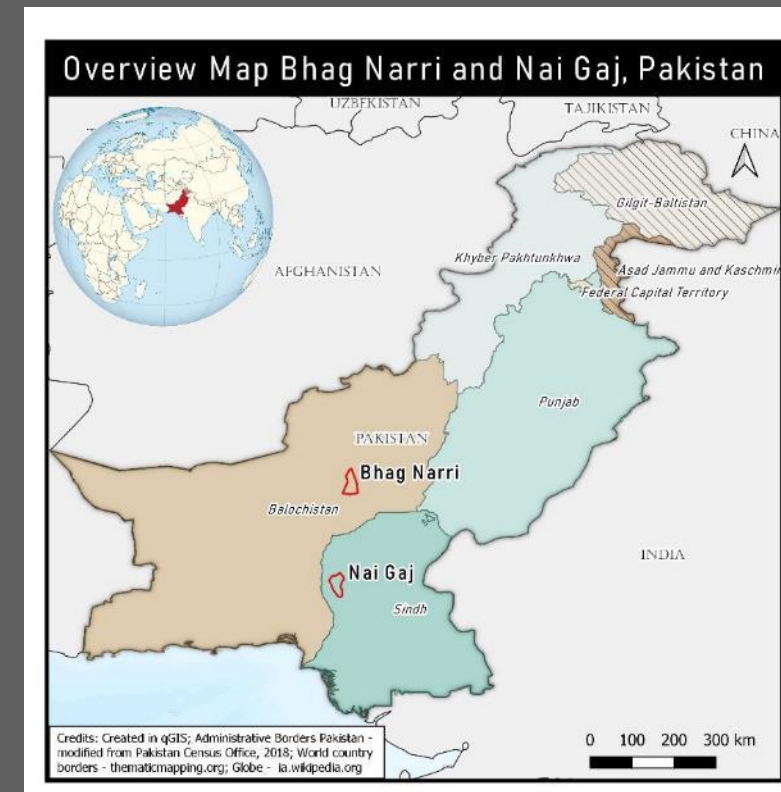 Overview Map Bhag Narri and Nai Gaj, Pakistan
UZBEKISTAN
TAJIKISTAN
CHINA
Gilgit-Baltistan
Khyber Pakhtunkhwa
AFGHANISTAN
Asad Jammu and Kaschmir
Federal Capital Territory
Punjab
PAKISTAN
Bhag Narri
Balochistan
INDIA
Nai Gaj
Sindh
Credits: Created in qGIS; Administrative Borders Pakistan -
modified from Pakistan Census Office, 2018; World country
borders - thematicmapping.org; Globe - ia.wikipedia.org
0 100 200 300 km